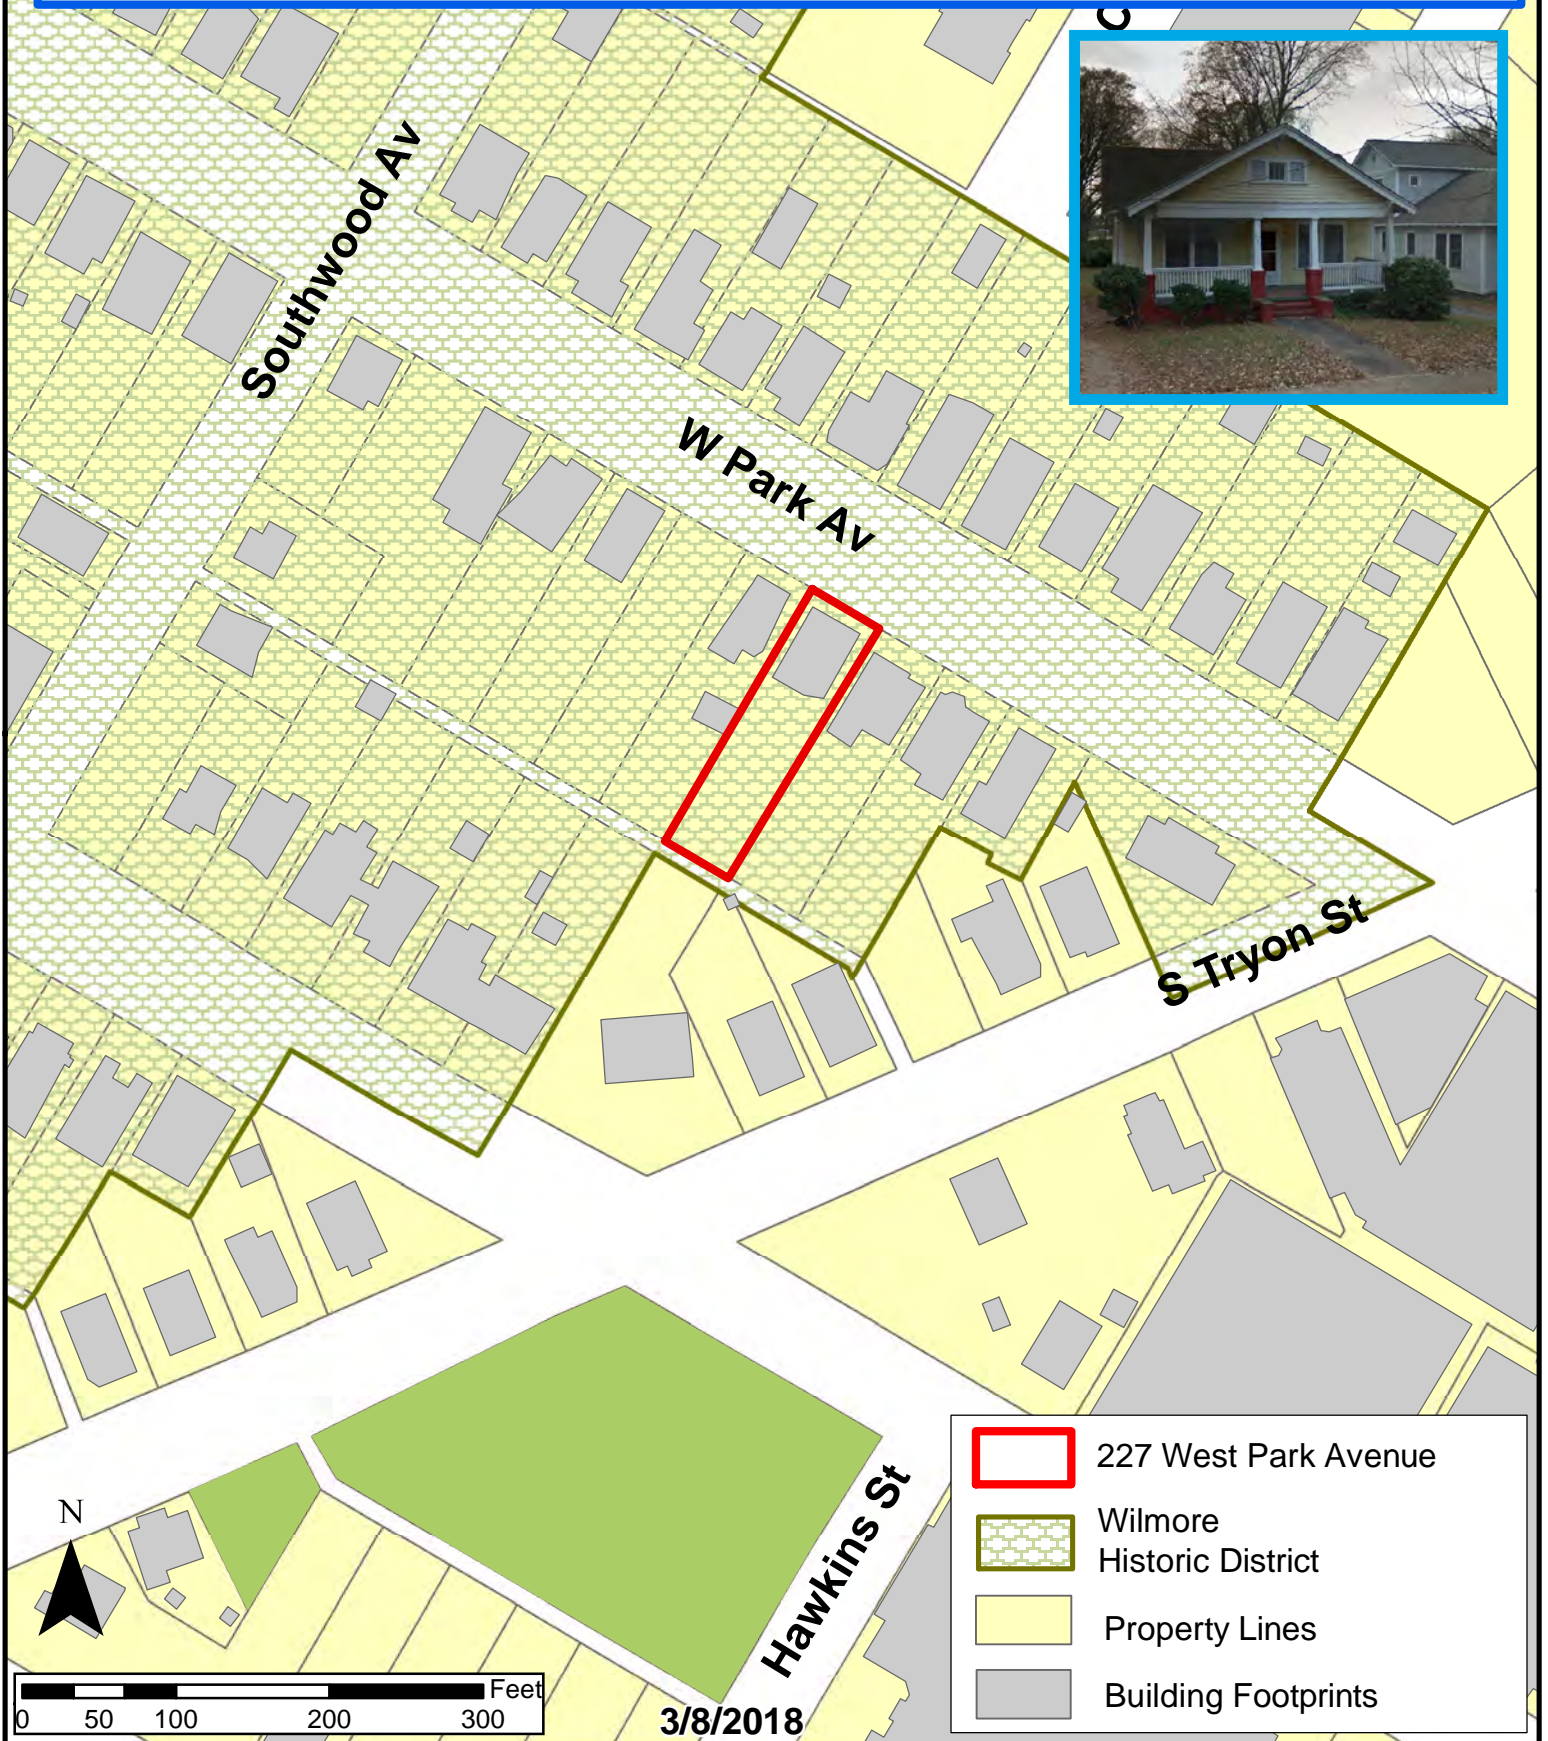 C
Southwood Av
W Park Av
S Tryon St
Hawkins St
227 West Park Avenue
Wilmore
Historic District
Property Lines
Building Footprints
N
Feet
0 50 100 200 300
3/8/2018